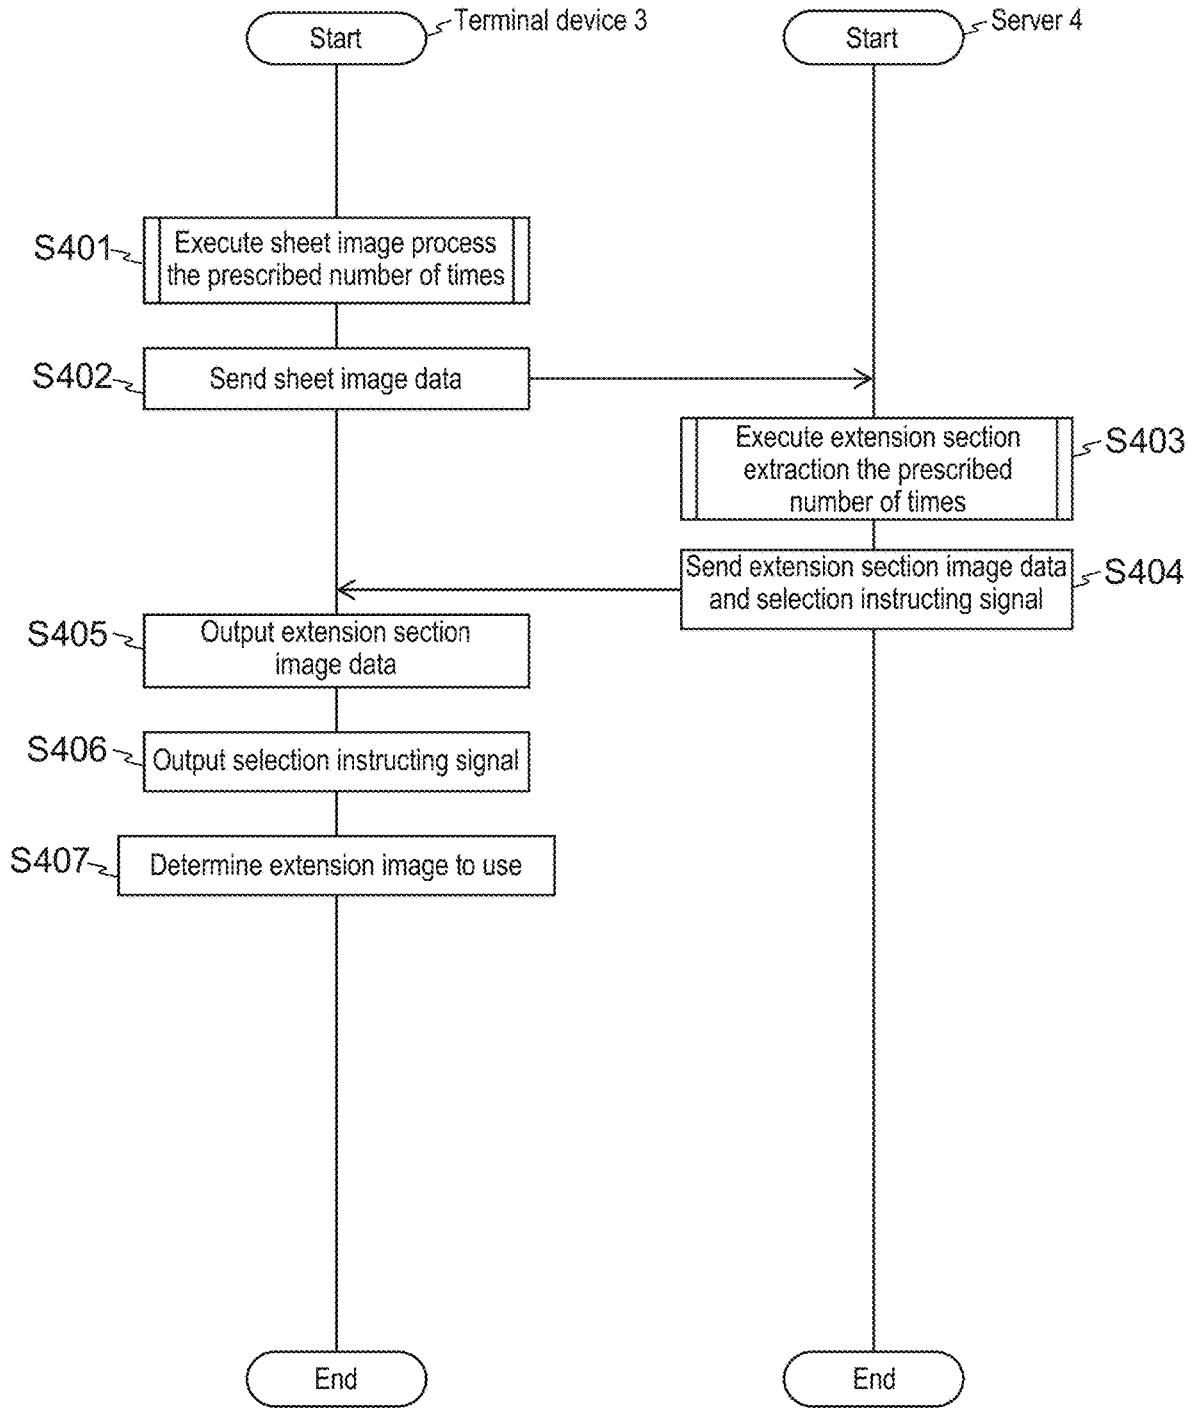 Start
Terminal device 3
Start
Server 4
S401
Execute sheet image process
the prescribed number of times
S402
Send sheet image data
Execute extension section
extraction the prescribed
number of times
S403
Send extension section image data
and selection instructing signal
S404
S405
Output extension section
image data
S406
Output selection instructing signal
S407
Determine extension image to use
End
End